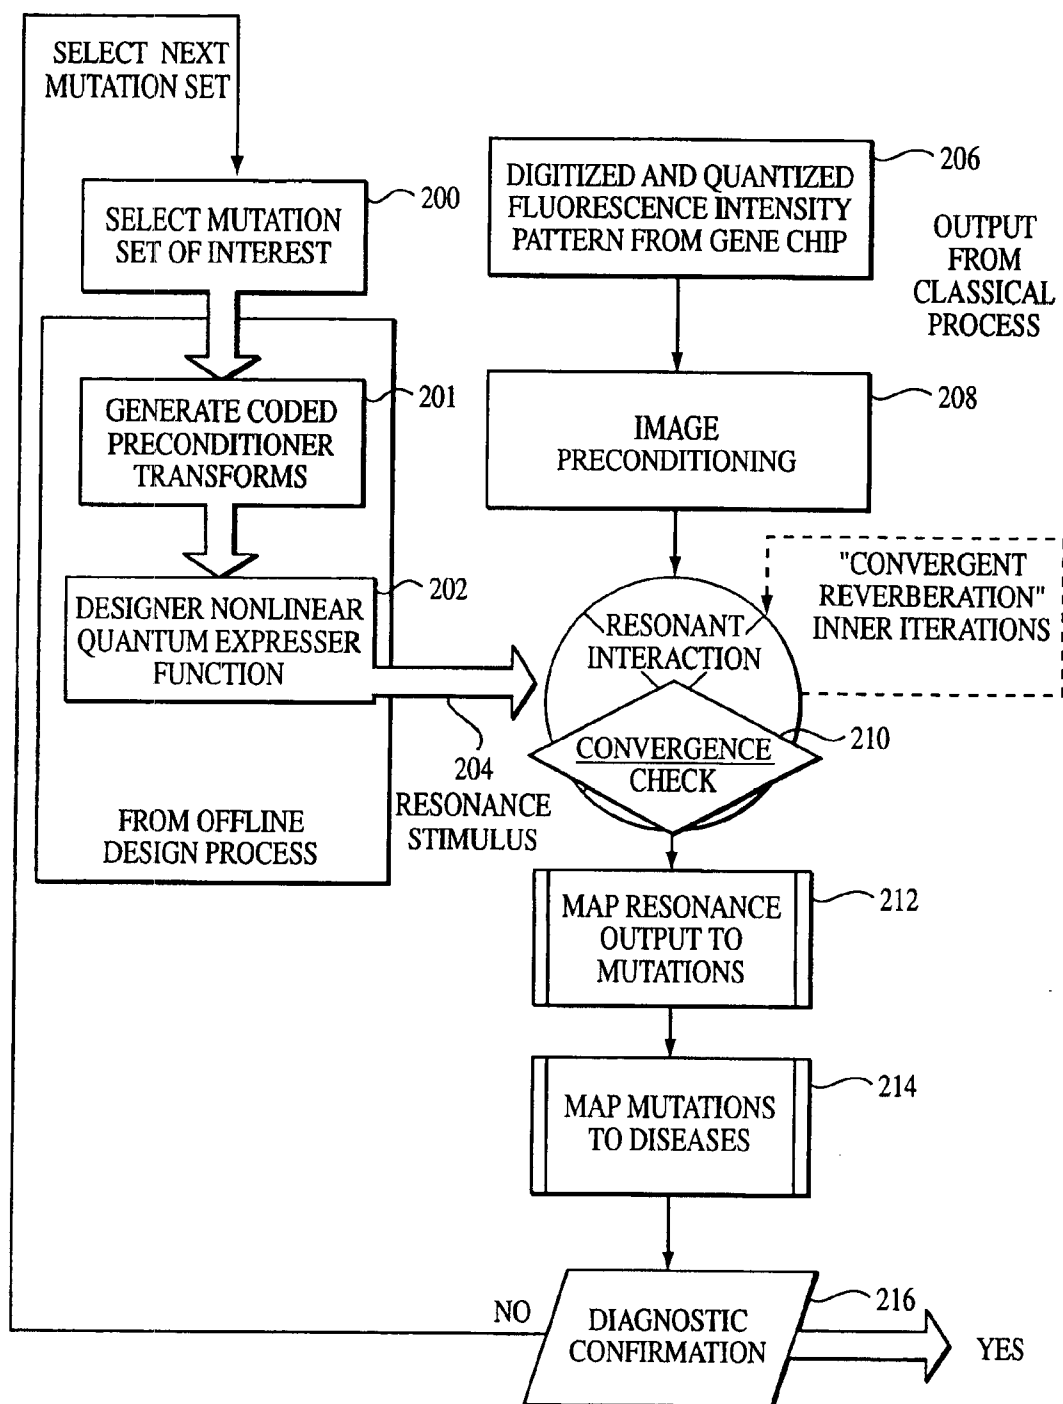 SELECT NEXT
MUTATION SET
SELECT MUTATION
SET OF INTEREST
200
GENERATE CODED
PRECONDITIONER
TRANSFORMS
201
DESIGNER NONLINEAR
QUANTUM EXPRESSER
FUNCTION
202
FROM OFFLINE
DESIGN PROCESS
204
RESONANCE
STIMULUS
DIGITIZED AND QUANTIZED
FLUORESCENCE INTENSITY
PATTERN FROM GENE CHIP
206
OUTPUT
FROM
CLASSICAL
PROCESS
IMAGE
PRECONDITIONING
208
RESONANT
INTERACTION
"CONVERGENT
REVERBERATION"
INNER ITERATIONS
CONVERGENCE
CHECK
210
MAP RESONANCE
OUTPUT TO
MUTATIONS
212
MAP MUTATIONS
TO DISEASES
214
DIAGNOSTIC
CONFIRMATION
216
NO
YES